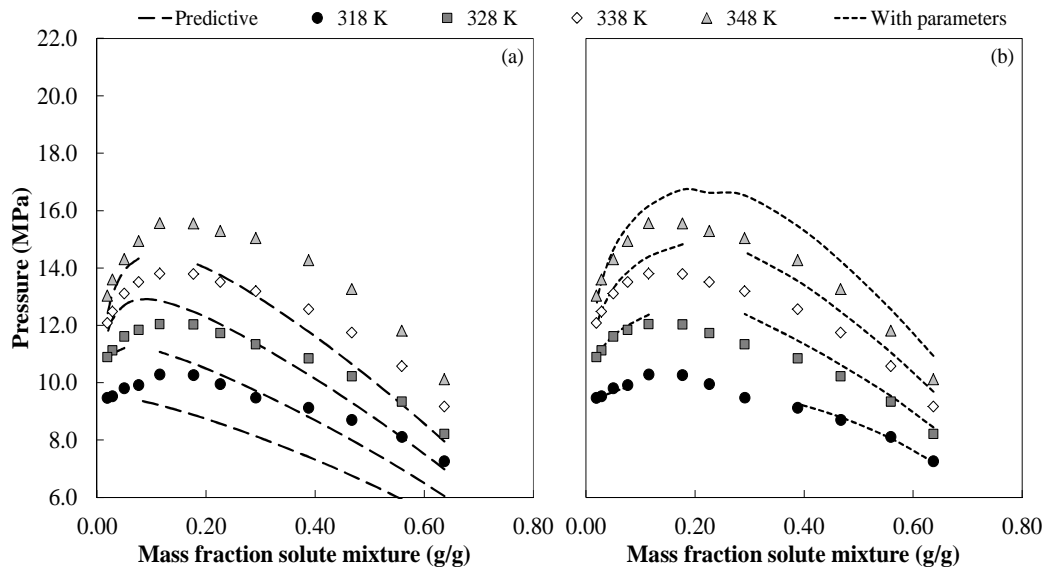 Predictive 318 K 328 K 338 K 348 K With parameters
(a) (b)
Pressure (MPa)
22.0
20.0
18.0
16.0
14.0
12.0
10.0
8.0
6.0
0.00 0.20 0.40 0.60 0.80 0.00 0.20 0.40 0.60 0.80
Mass fraction solute mixture (g/g) Mass fraction solute mixture (g/g)